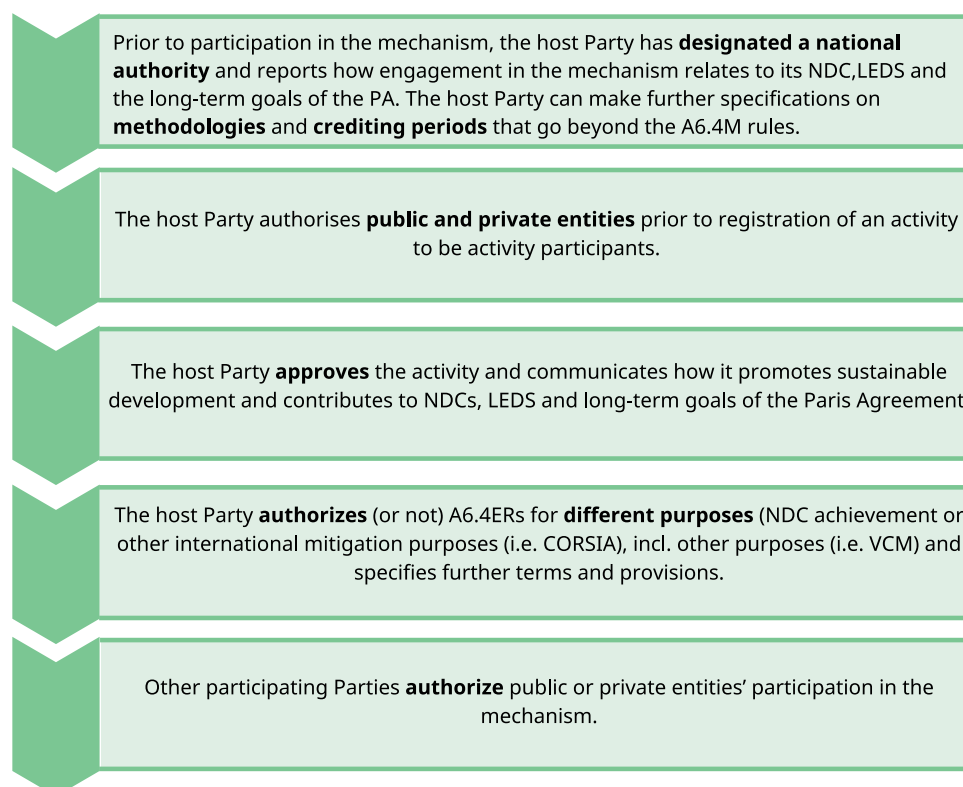 Prior to participation in the mechanism, the host Party has designated a national
authority and reports how engagement in the mechanism relates to its NDC,LEDS and
the long-term goals of the PA. The host Party can make further specifications on
methodologies and crediting periods that go beyond the A6.4M rules.
The host Party authorises public and private entities prior to registration of an activity
to be activity participants.
The host Party approves the activity and communicates how it promotes sustainable
development and contributes to NDCs, LEDS and long-term goals of the Paris Agreement
The host Party authorizes (or not) A6.4ERs for different purposes (NDC achievement or
other international mitigation purposes (i.e. CORSIA), incl. other purposes (i.e. VCM) and
specifies further terms and provisions.
Other participating Parties authorize public or private entities’ participation in the
mechanism.